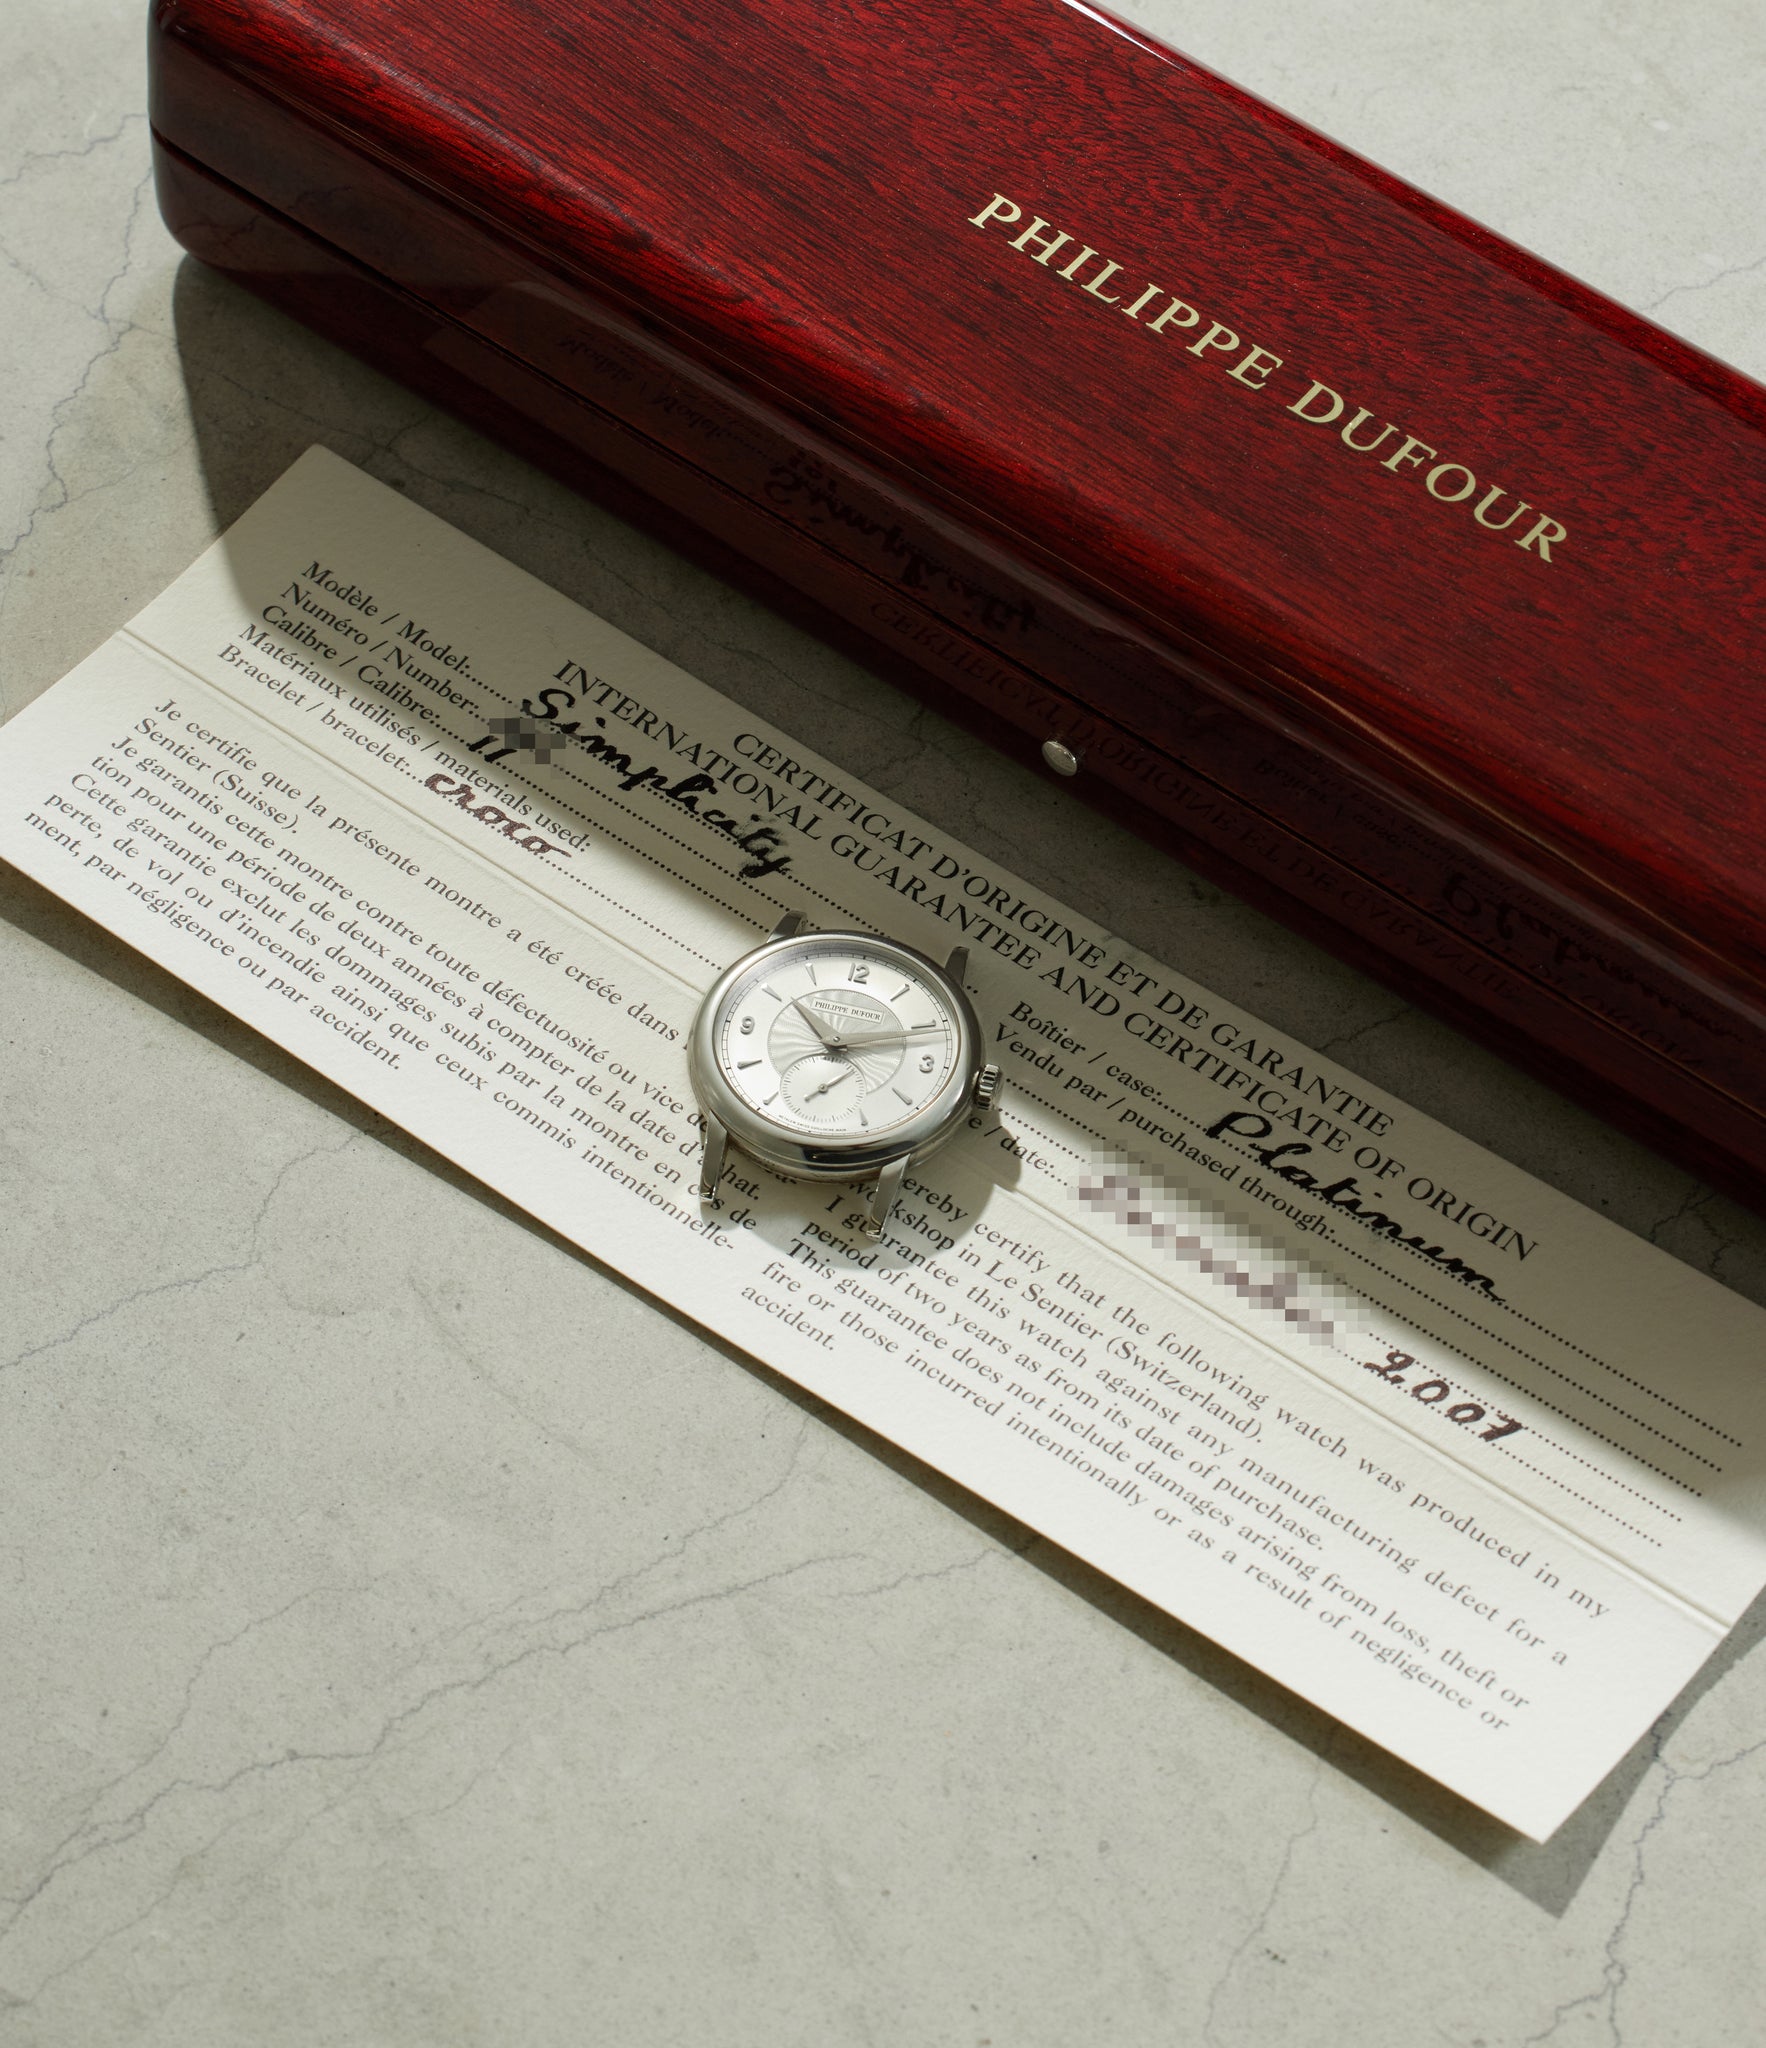 PHILIPPE DUFOUR
CERTIFICAT D'ORIGINE ET DE GARANTIE
INTERNATIONAL GUARANTEE AND CERTIFICATE OF ORIGIN
Modèle / Model: Simplicity
Numéro / Number:
Calibre / Calibre: 11
Matériaux utilisés / materials used:
Bracelet / bracelet: croco
Boîtier / case: Platinum
Vendu par / purchased through:
/ date: 2007
Je certifie que la présente montre a été créée dans
Sentier (Suisse).
Je garantis cette montre contre toute défectuosité ou vice de
tion pour une période de deux années à compter de la date d'achat.
Cette garantie exclut les dommages subis par la montre en cas de
perte, de vol ou d'incendie ainsi que ceux commis intentionnelle-
ment, par négligence ou par accident.
hereby certify that the following watch was produced in my
workshop in Le Sentier (Switzerland).
I guarantee this watch against any manufacturing defect for a
period of two years as from its date of purchase.
This guarantee does not include damages arising from loss, theft or
fire or those incurred intentionally or as a result of negligence or
accident.
12
PHILIPPE DUFOUR
9
3